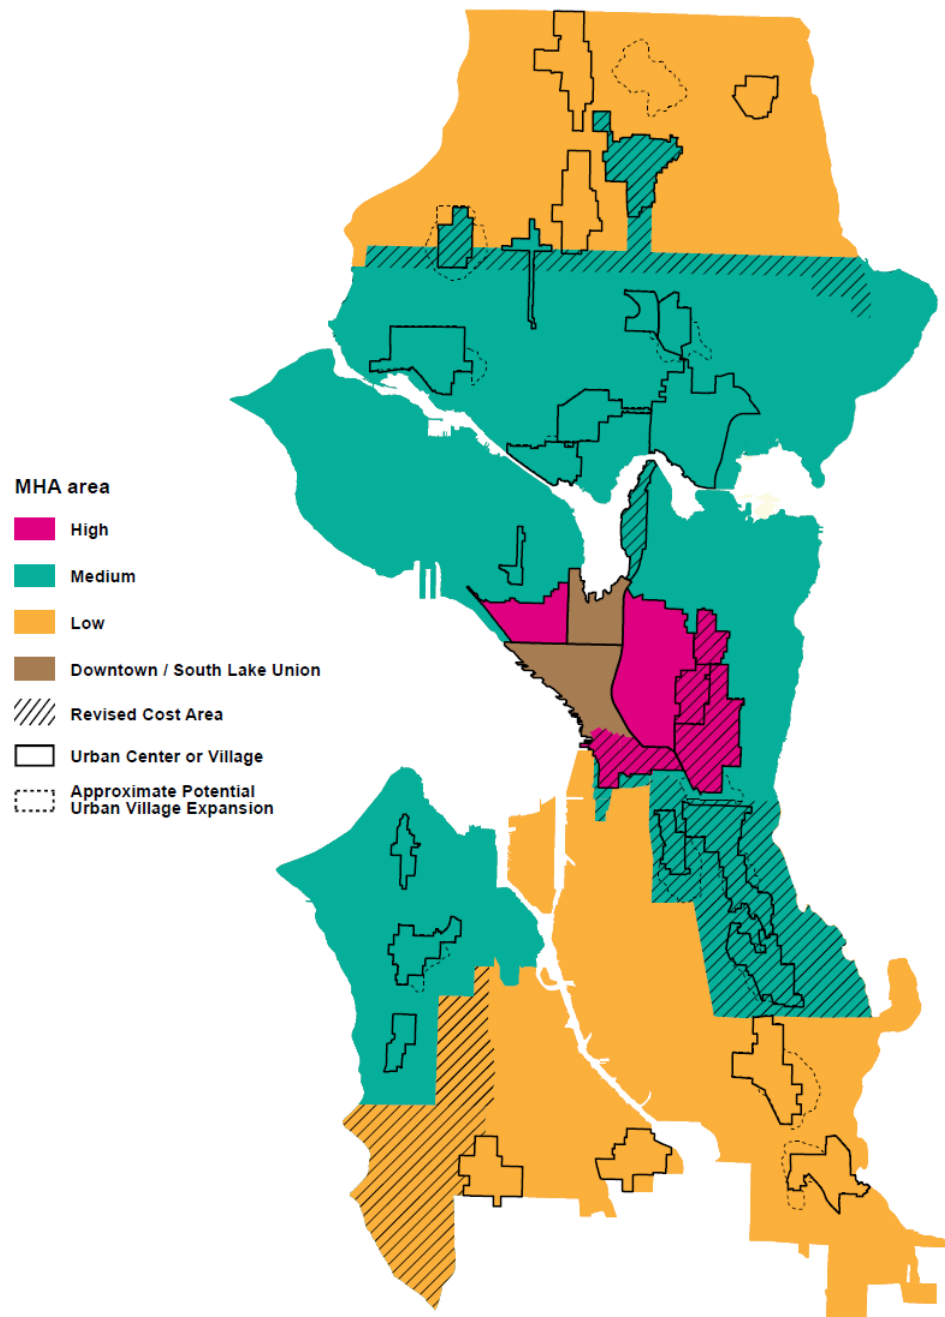 MHA area
High
Medium
Low
Downtown / South Lake Union
Revised Cost Area
Urban Center or Village
Approximate Potential
Urban Village Expansion